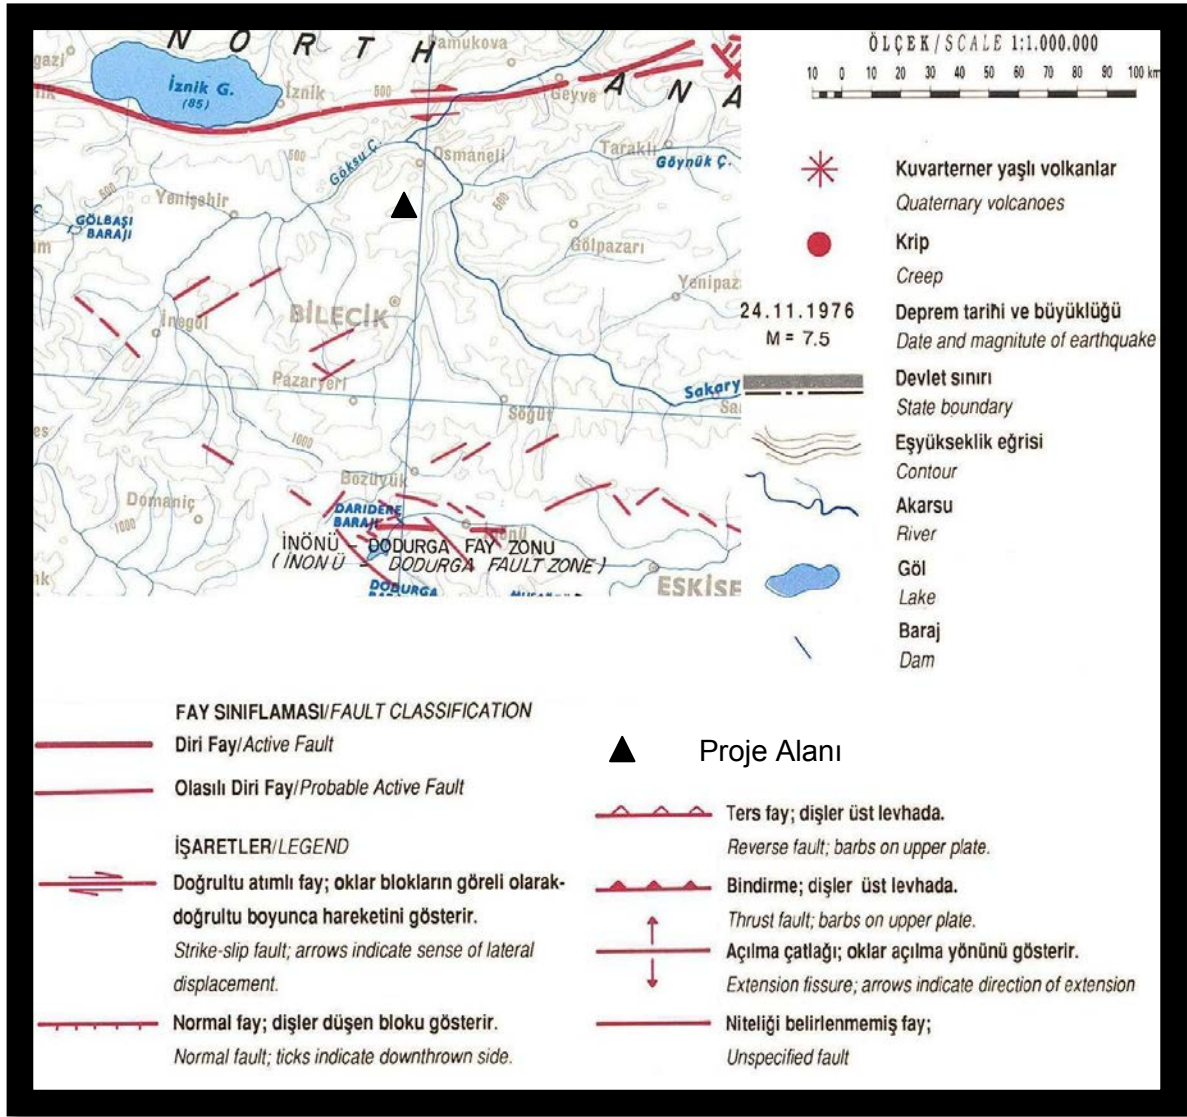 N O R T H
A N A
Pamukova
gazi
İznik G.
(85)
İznik
500
Geyve
500
Göksu Ç.
Osmaneli
Taraklı
Göynük Ç.
500
Yenişehir
500
GÖLBAŞI
BARAJI
Gölpazarı
Yenipaz
BİLECİK
İnegöl
Pazaryeri
Sakary
Söğüt
1000
Bozüyük
Domaniç
1000
DARIDERE
BARAJI
İnönü
İNÖNÜ - DODURGA FAY ZONU
( İNÖNÜ - DODURGA FAULT ZONE )
DODURGA
ESKİŞE
ÖLÇEK/SCALE 1:1.000.000
10 0 10 20 30 40 50 60 70 80 90 100 km
Kuvarterner yaşlı volkanlar
Quaternary volcanoes
Krip
Creep
24.11.1976
M = 7.5
Deprem tarihi ve büyüklüğü
Date and magnitute of earthquake
Devlet sınırı
State boundary
Eşyükseklik eğrisi
Contour
Akarsu
River
Göl
Lake
Baraj
Dam
FAY SINIFLAMASI/FAULT CLASSIFICATION
Diri Fay/Active Fault
Olasılı Diri Fay/Probable Active Fault
İŞARETLER/LEGEND
Doğrultu atımlı fay; oklar blokların göreli olarak-
doğrultu boyunca hareketini gösterir.
Strike-slip fault; arrows indicate sense of lateral
displacement.
Normal fay; dişler düşen bloku gösterir.
Normal fault; ticks indicate downthrown side.
Proje Alanı
Ters fay; dişler üst levhada.
Reverse fault; barbs on upper plate.
Bindirme; dişler üst levhada.
Thrust fault; barbs on upper plate.
Açılma çatlağı; oklar açılma yönünü gösterir.
Extension fissure; arrows indicate direction of extension
Niteliği belirlenmemiş fay;
Unspecified fault